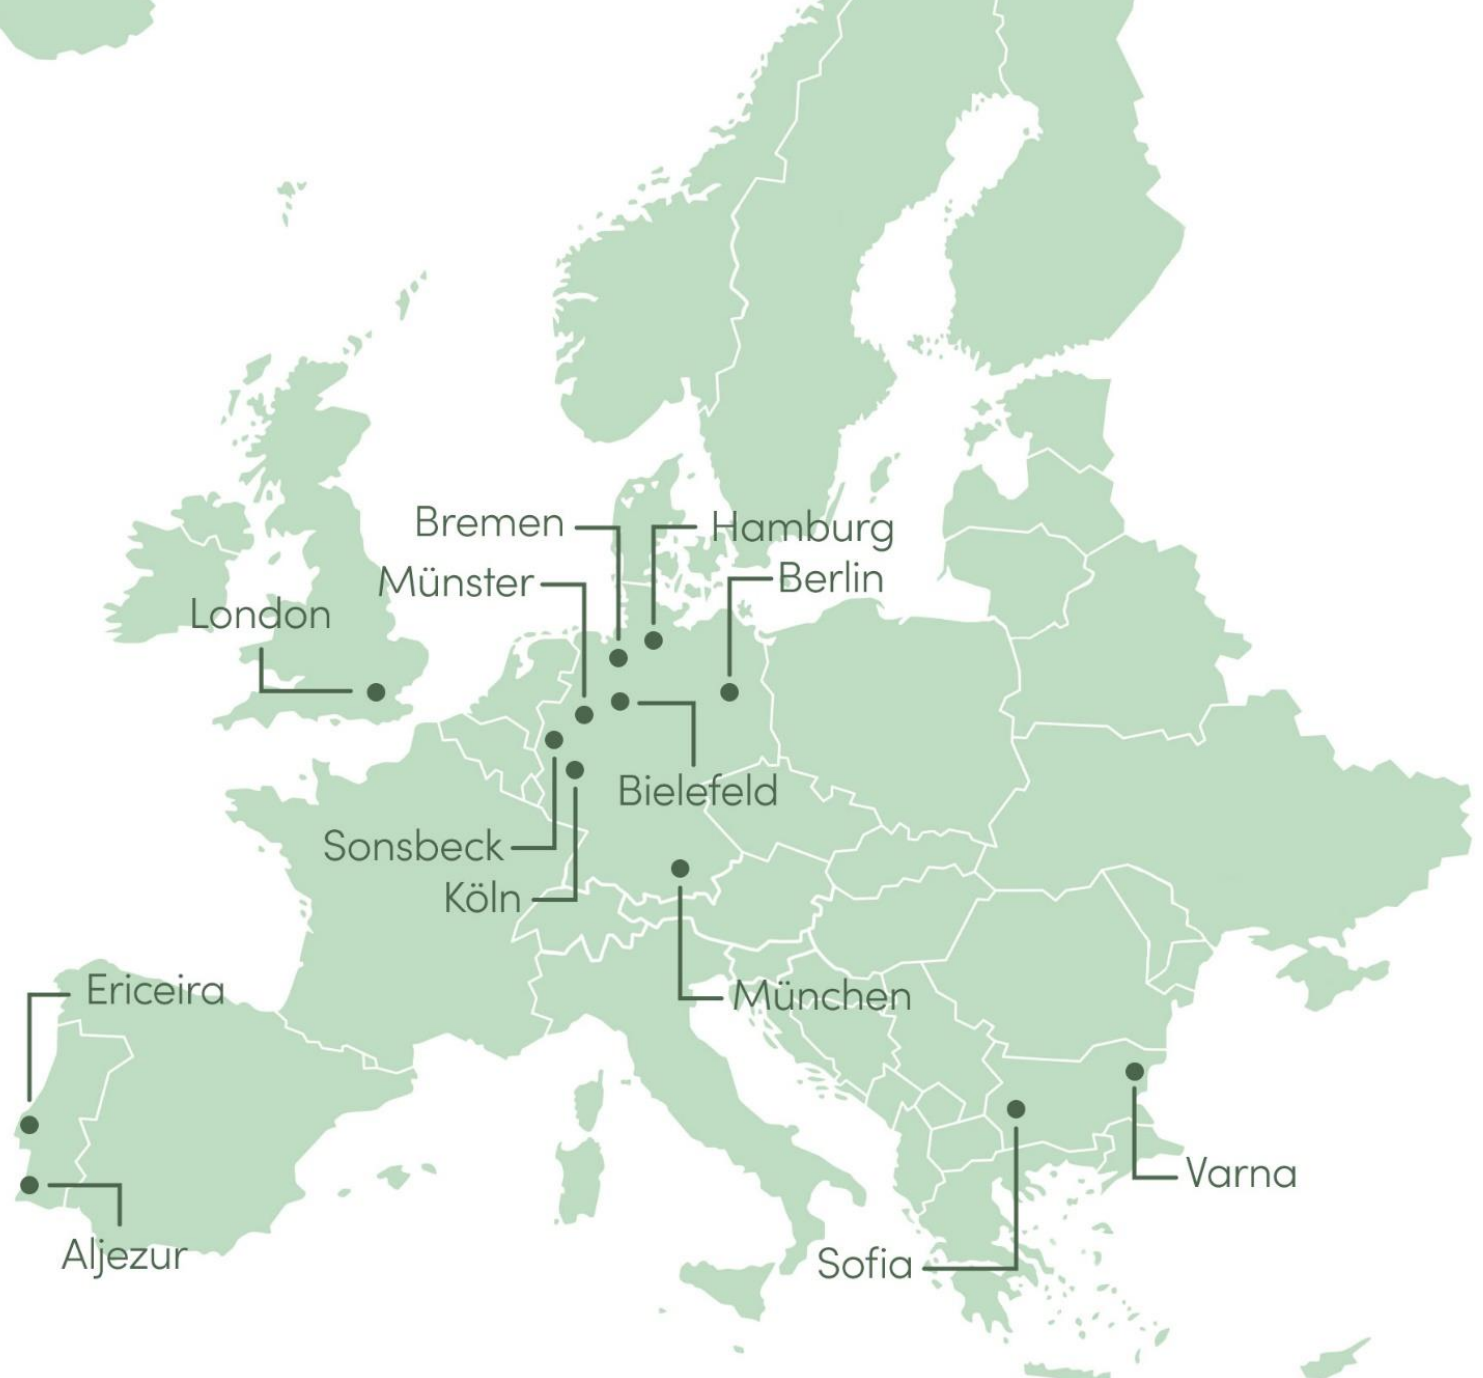 Bremen
Hamburg
Münster
Berlin
London
Bielefeld
Sonsbeck
Köln
Ericeira
München
Varna
Aljezur
Sofia